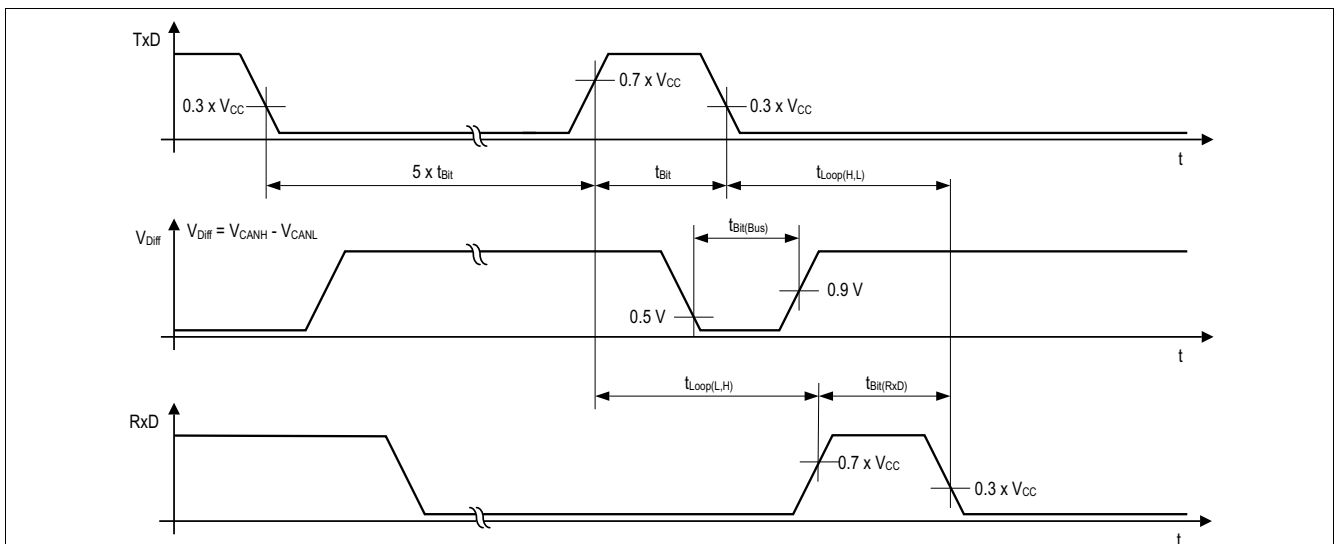 TxD
0.7 x VCC
0.3 x VCC
0.3 x VCC
t
5 x tBit
tBit
tLoop(H,L)
VDiff
VDiff = VCANH - VCANL
tBit(Bus)
0.9 V
0.5 V
t
tLoop(L,H)
tBit(RxD)
RxD
0.7 x VCC
0.3 x VCC
t